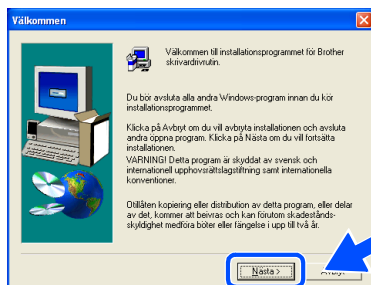 Välkommen
Välkommen till installationsprogrammet för Brother
skrivardrivrutin.
Du bör avsluta alla andra Windows-program innan du kör
installationsprogrammet.
Klicka på Avbryt om du vill avbryta installationen och avsluta
andra öppna program. Klicka på Nästa om du vill fortsätta
installationen.
VARNING! Detta program är skyddat av svensk och
internationell upphovsrättslagstiftning samt internationella
konventioner.
Otillåten kopiering eller distribution av detta program, eller delar
av det, kommer att beivras och kan förutom skadestånds-
skyldighet medföra böter eller fängelse i upp till två år.
Nästa >